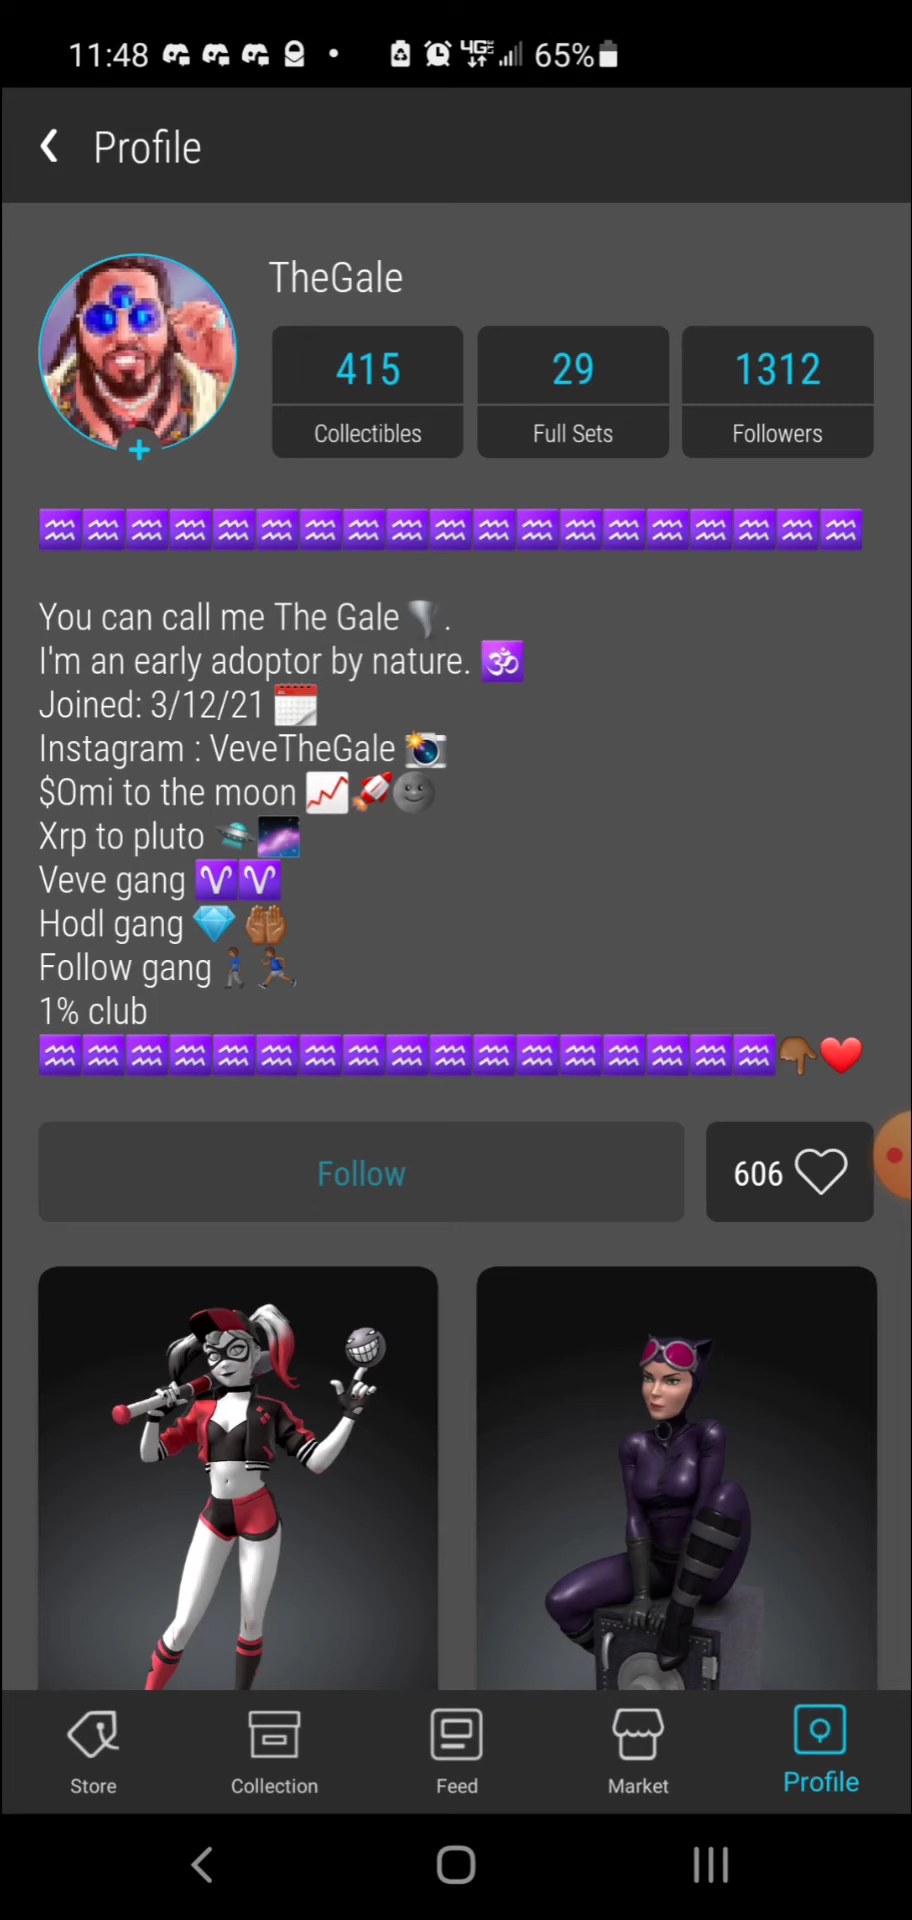 11:48 4G LTE 65%
Profile
TheGale
415 29 1312
Collectibles Full Sets Followers
♒♒♒♒♒♒♒♒♒♒♒♒♒♒♒♒♒♒♒
You can call me The Gale 🌪️.
I'm an early adoptor by nature. 🕉️
Joined: 3/12/21 📅
Instagram : VeveTheGale 📸
$Omi to the moon 📈🚀🌚
Xrp to pluto 🛸🌌
Veve gang ♈♈
Hodl gang 💎🤲🏾
Follow gang 🚶🏾🏃🏾
1% club
♒♒♒♒♒♒♒♒♒♒♒♒♒♒♒♒♒👇🏾❤️
Follow 606
Store Collection Feed Market Profile